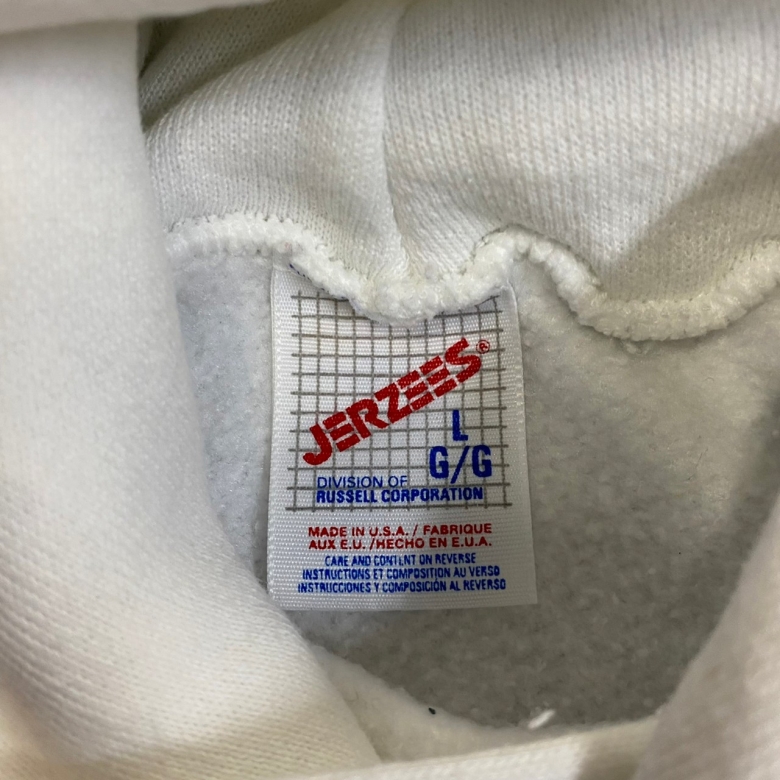 JERZEES®
L
G/G
DIVISION OF
RUSSELL CORPORATION
MADE IN U.S.A. / FABRIQUE
AUX E.U. /HECHO EN E.U.A.
CARE AND CONTENT ON REVERSE
INSTRUCTIONS ET COMPOSITION AU VERSO
INSTRUCCIONES Y COMPOSICIÓN AL REVERSO